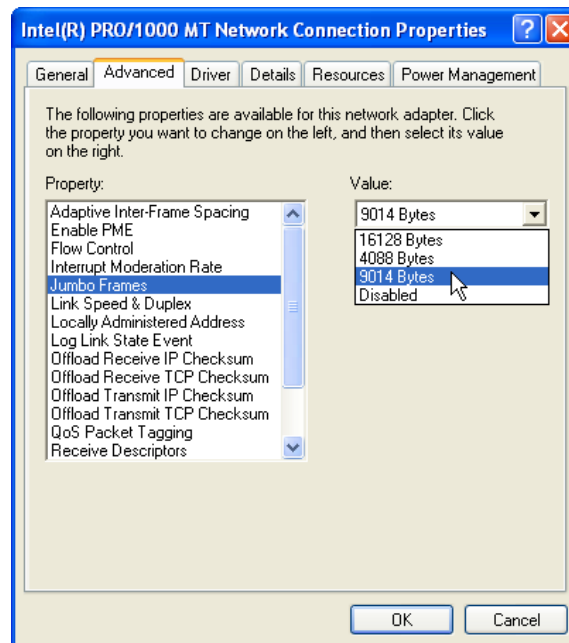 Intel(R) PRO/1000 MT Network Connection Properties
General Advanced Driver Details Resources Power Management
The following properties are available for this network adapter. Click
the property you want to change on the left, and then select its value
on the right.
Property:
Adaptive Inter-Frame Spacing
Enable PME
Flow Control
Interrupt Moderation Rate
Jumbo Frames
Link Speed & Duplex
Locally Administered Address
Log Link State Event
Offload Receive IP Checksum
Offload Receive TCP Checksum
Offload Transmit IP Checksum
Offload Transmit TCP Checksum
QoS Packet Tagging
Receive Descriptors
Value:
9014 Bytes
16128 Bytes
4088 Bytes
9014 Bytes
Disabled
OK Cancel